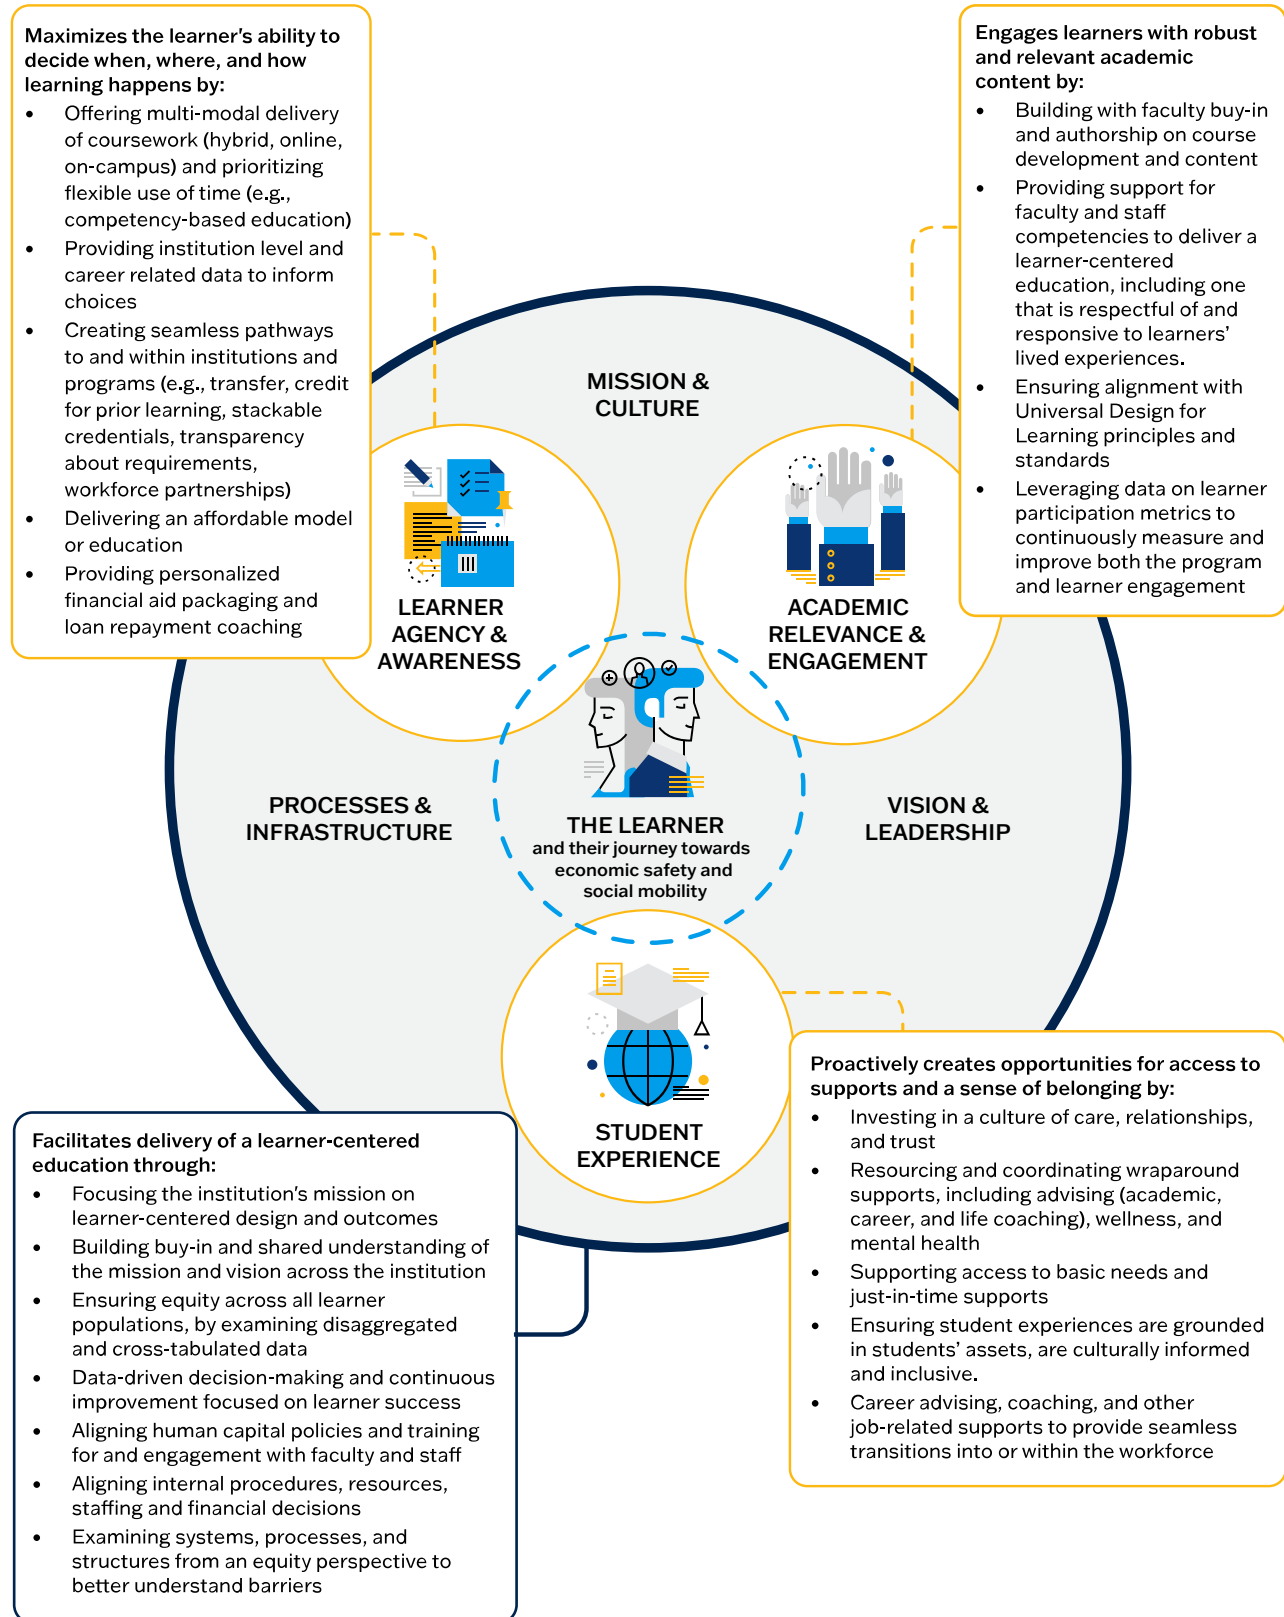 Maximizes the learner's ability to
decide when, where, and how
learning happens by:
• Offering multi-modal delivery
of coursework (hybrid, online,
on-campus) and prioritizing
flexible use of time (e.g.,
competency-based education)
• Providing institution level and
career related data to inform
choices
• Creating seamless pathways
to and within institutions and
programs (e.g., transfer, credit
for prior learning, stackable
credentials, transparency
about requirements,
workforce partnerships)
• Delivering an affordable model
or education
• Providing personalized
financial aid packaging and
loan repayment coaching
Engages learners with robust
and relevant academic
content by:
• Building with faculty buy-in
and authorship on course
development and content
• Providing support for
faculty and staff
competencies to deliver a
learner-centered
education, including one
that is respectful of and
responsive to learners’
lived experiences.
• Ensuring alignment with
Universal Design for
Learning principles and
standards
• Leveraging data on learner
participation metrics to
continuously measure and
improve both the program
and learner engagement
MISSION &
CULTURE
LEARNER
AGENCY &
AWARENESS
ACADEMIC
RELEVANCE &
ENGAGEMENT
PROCESSES &
INFRASTRUCTURE
THE LEARNER
and their journey towards
economic safety and
social mobility
VISION &
LEADERSHIP
STUDENT
EXPERIENCE
Facilitates delivery of a learner-centered
education through:
• Focusing the institution’s mission on
learner-centered design and outcomes
• Building buy-in and shared understanding of
the mission and vision across the institution
• Ensuring equity across all learner
populations, by examining disaggregated
and cross-tabulated data
• Data-driven decision-making and continuous
improvement focused on learner success
• Aligning human capital policies and training
for and engagement with faculty and staff
• Aligning internal procedures, resources,
staffing and financial decisions
• Examining systems, processes, and
structures from an equity perspective to
better understand barriers
Proactively creates opportunities for access to
supports and a sense of belonging by:
• Investing in a culture of care, relationships,
and trust
• Resourcing and coordinating wraparound
supports, including advising (academic,
career, and life coaching), wellness, and
mental health
• Supporting access to basic needs and
just-in-time supports
• Ensuring student experiences are grounded
in students’ assets, are culturally informed
and inclusive.
• Career advising, coaching, and other
job-related supports to provide seamless
transitions into or within the workforce